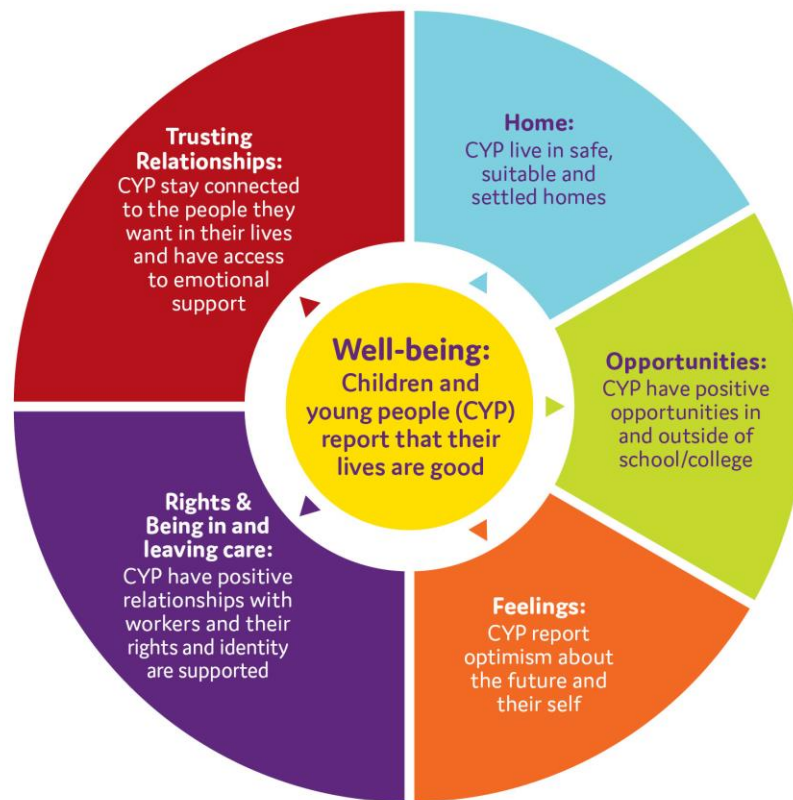 Trusting
Relationships:
CYP stay connected
to the people they
want in their lives
and have access
to emotional
support
Home:
CYP live in safe,
suitable and
settled homes
Well-being:
Children and
young people (CYP)
report that their
lives are good
Opportunities:
CYP have positive
opportunities in
and outside of
school/college
Rights &
Being in and
leaving care:
CYP have positive
relationships with
workers and their
rights and identity
are supported
Feelings:
CYP report
optimism about
the future and
their self